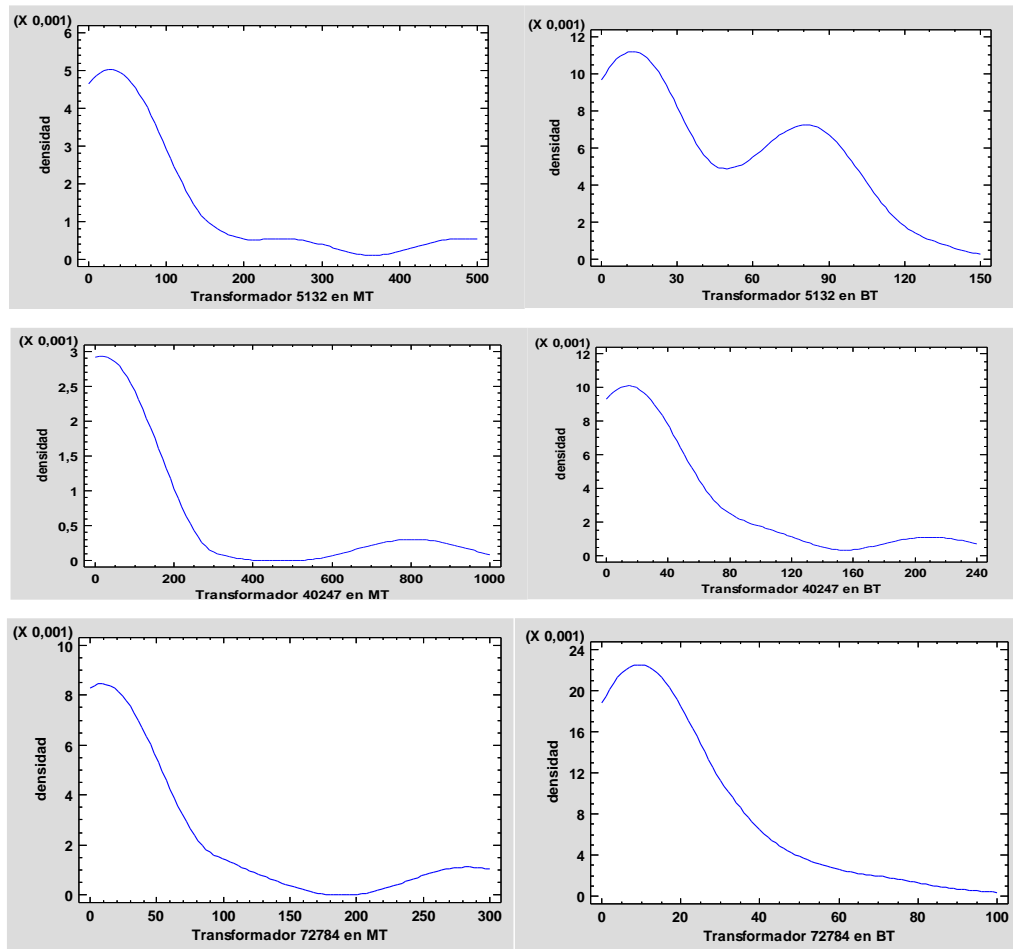 (X 0,001)
6
5
4
3
2
1
0
densidad
0 100 200 300 400 500
Transformador 5132 en MT
(X 0,001)
12
10
8
6
4
2
0
densidad
0 30 60 90 120 150
Transformador 5132 en BT
(X 0,001)
3
2,5
2
1,5
1
0,5
0
densidad
0 200 400 600 800 1000
Transformador 40247 en MT
(X 0,001)
12
10
8
6
4
2
0
densidad
0 40 80 120 160 200 240
Transformador 40247 en BT
(X 0,001)
10
8
6
4
2
0
densidad
0 50 100 150 200 250 300
Transformador 72784 en MT
(X 0,001)
24
20
16
12
8
4
0
densidad
0 20 40 60 80 100
Transformador 72784 en BT